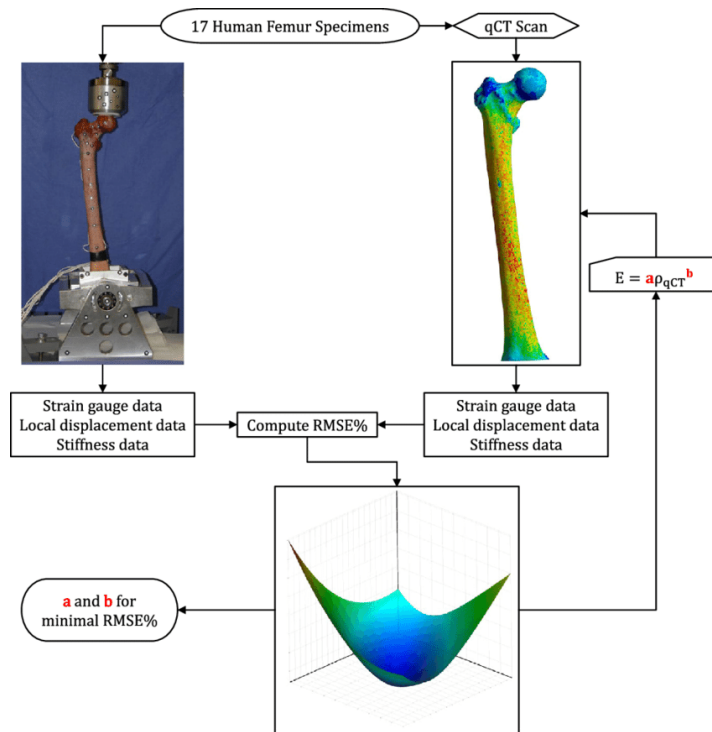 17 Human Femur Specimens
qCT Scan
E = aρqCTb
Strain gauge data
Local displacement data
Stiffness data
Compute RMSE%
Strain gauge data
Local displacement data
Stiffness data
a and b for
minimal RMSE%